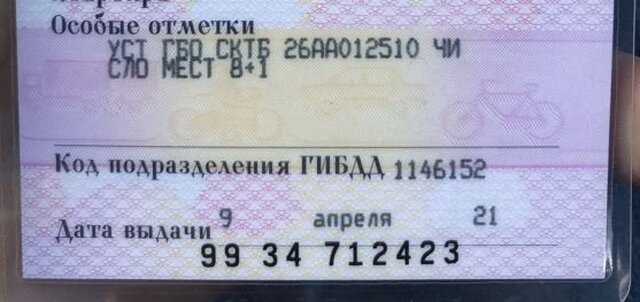 Особые отметки
УСТ ГБО СКТБ 26АА012510 ЧИ
СЛО МЕСТ 8+1
Код подразделения ГИБДД 1146152
Дата выдачи 9 апреля 21
99 34 712423